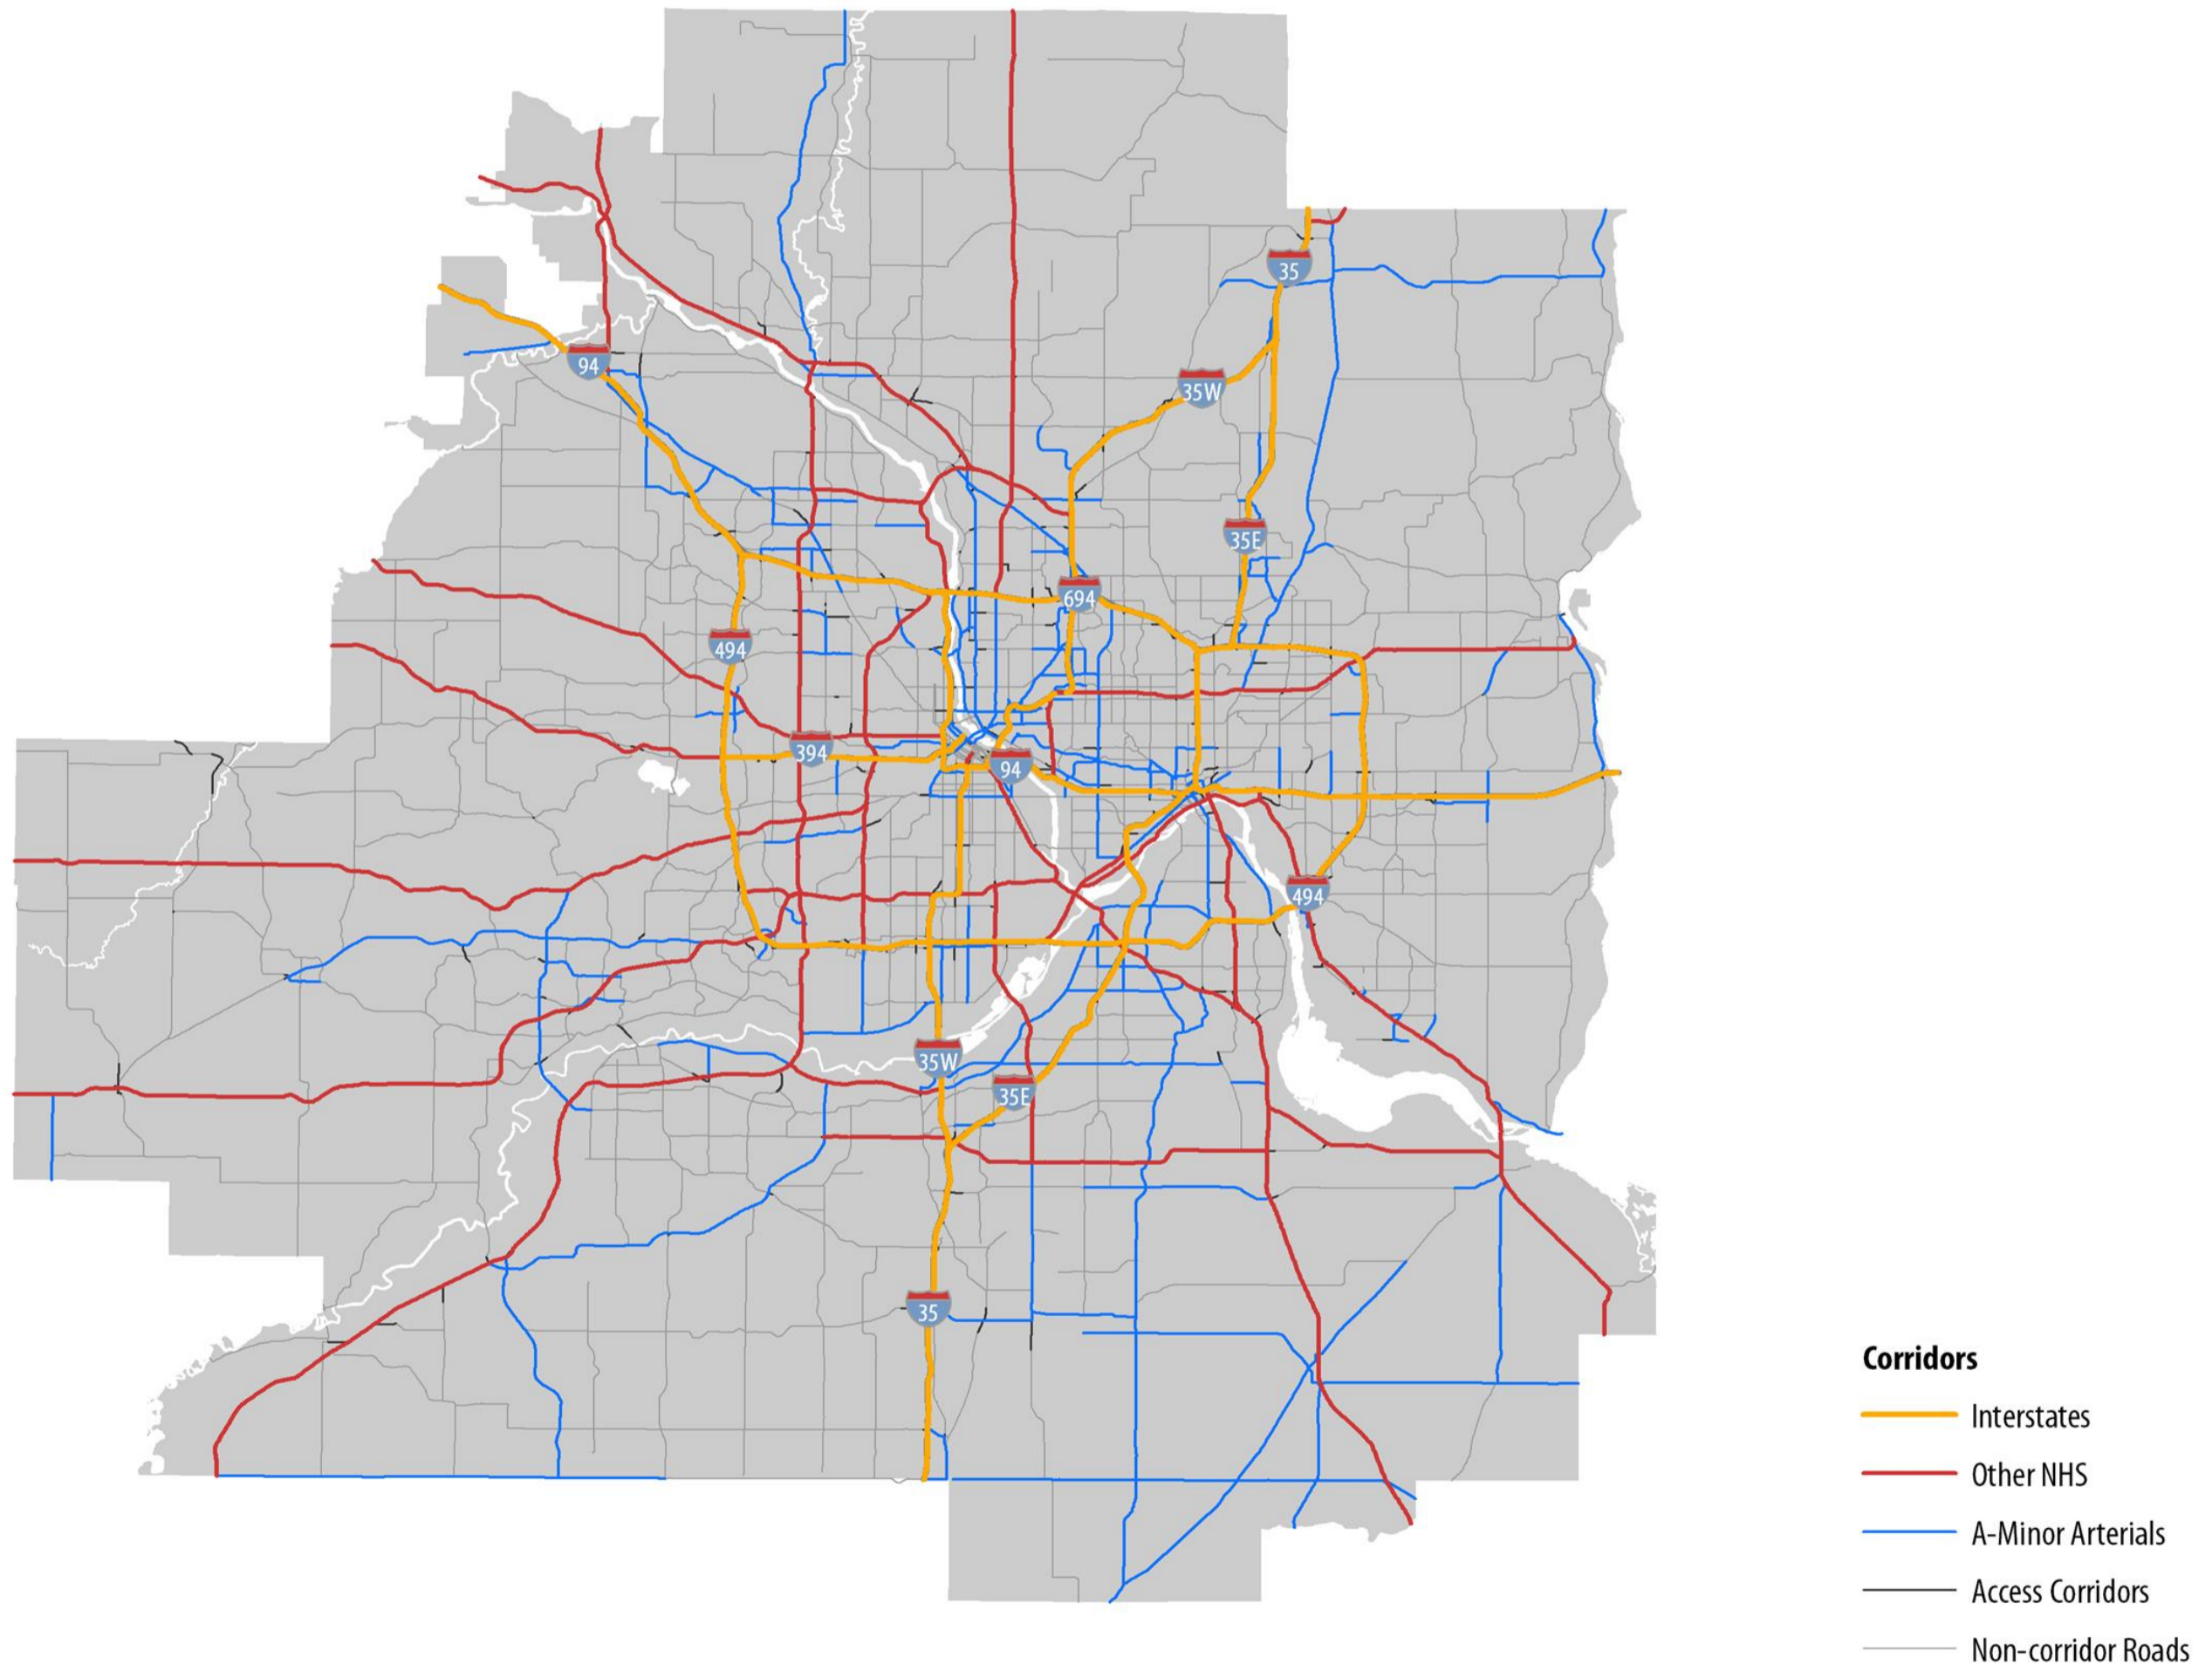 35
94
35W
35E
694
494
394
94
494
35W
35E
35
Corridors
Interstates
Other NHS
A-Minor Arterials
Access Corridors
Non-corridor Roads